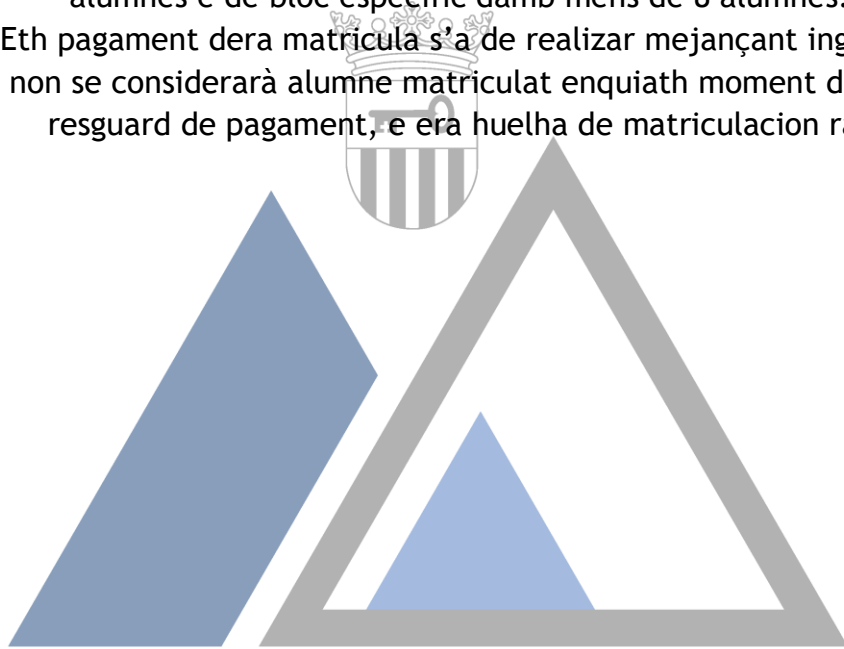 alumnes e de bloc especific damb mens de 8 alumnes.
Eth pagament dera matricula s’a de realizar mejançant ing
non se considerarà alumne matriculat enquiath moment d
resguard de pagament, e era huelha de matriculacion ra